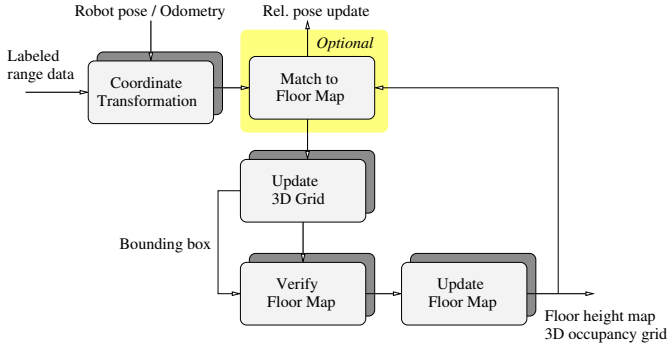 Robot pose / Odometry
Rel. pose update
Optional
Labeled
range data
Coordinate
Transformation
Match to
Floor Map
Update
3D Grid
Bounding box
Verify
Floor Map
Update
Floor Map
Floor height map
3D occupancy grid